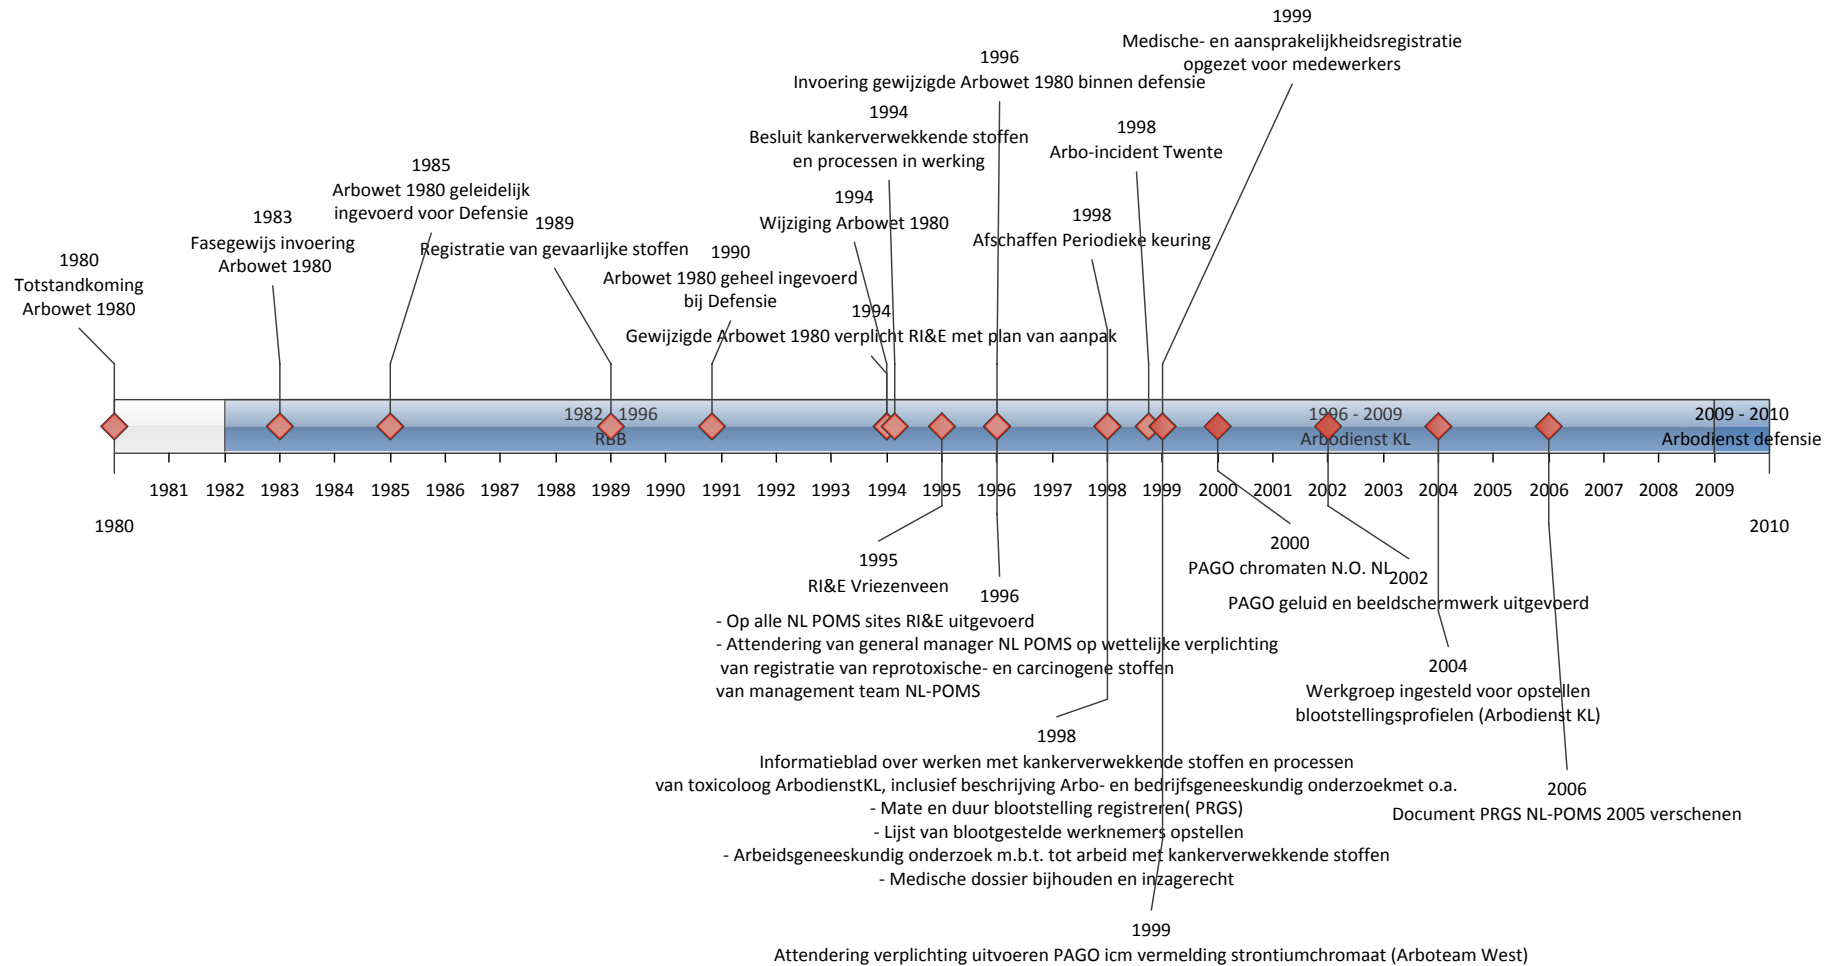 1999
Medische- en aansprakelijkheidsregistratie
opgezet voor medewerkers
1996
Invoering gewijzigde Arbowet 1980 binnen defensie
1994
Besluit kankerverwekkende stoffen
en processen in werking
1998
Arbo-incident Twente
1985
Arbowet 1980 geleidelijk
ingevoerd voor Defensie
1994
Wijziging Arbowet 1980
1983
Fasegewijs invoering
Arbowet 1980
1989
Registratie van gevaarlijke stoffen
1998
Afschaffen Periodieke keuring
1980
Totstandkoming
Arbowet 1980
1990
Arbowet 1980 geheel ingevoerd
bij Defensie
1994
Gewijzigde Arbowet 1980 verplicht RI&E met plan van aanpak
1982 - 1996
RBB
1996 - 2009
Arbodienst KL
2009 - 2010
Arbodienst defensie
1981 1982 1983 1984 1985 1986 1987 1988 1989 1990 1991 1992 1993 1994 1995 1996 1997 1998 1999 2000 2001 2002 2003 2004 2005 2006 2007 2008 2009
1980
2010
1995
RI&E Vriezenveen
1996
- Op alle NL POMS sites RI&E uitgevoerd
- Attendering van general manager NL POMS op wettelijke verplichting
van registratie van reprotoxische- en carcinogene stoffen
van management team NL-POMS
2000
PAGO chromaten N.O. NL
2002
PAGO geluid en beeldschermwerk uitgevoerd
2004
Werkgroep ingesteld voor opstellen
blootstellingsprofielen (Arbodienst KL)
1998
Informatieblad over werken met kankerverwekkende stoffen en processen
van toxicoloog ArbodienstKL, inclusief beschrijving Arbo- en bedrijfsgeneeskundig onderzoekmet o.a.
- Mate en duur blootstelling registreren( PRGS)
- Lijst van blootgestelde werknemers opstellen
- Arbeidsgeneeskundig onderzoek m.b.t. tot arbeid met kankerverwekkende stoffen
- Medische dossier bijhouden en inzagerecht
2006
Document PRGS NL-POMS 2005 verschenen
1999
Attendering verplichting uitvoeren PAGO icm vermelding strontiumchromaat (Arboteam West)